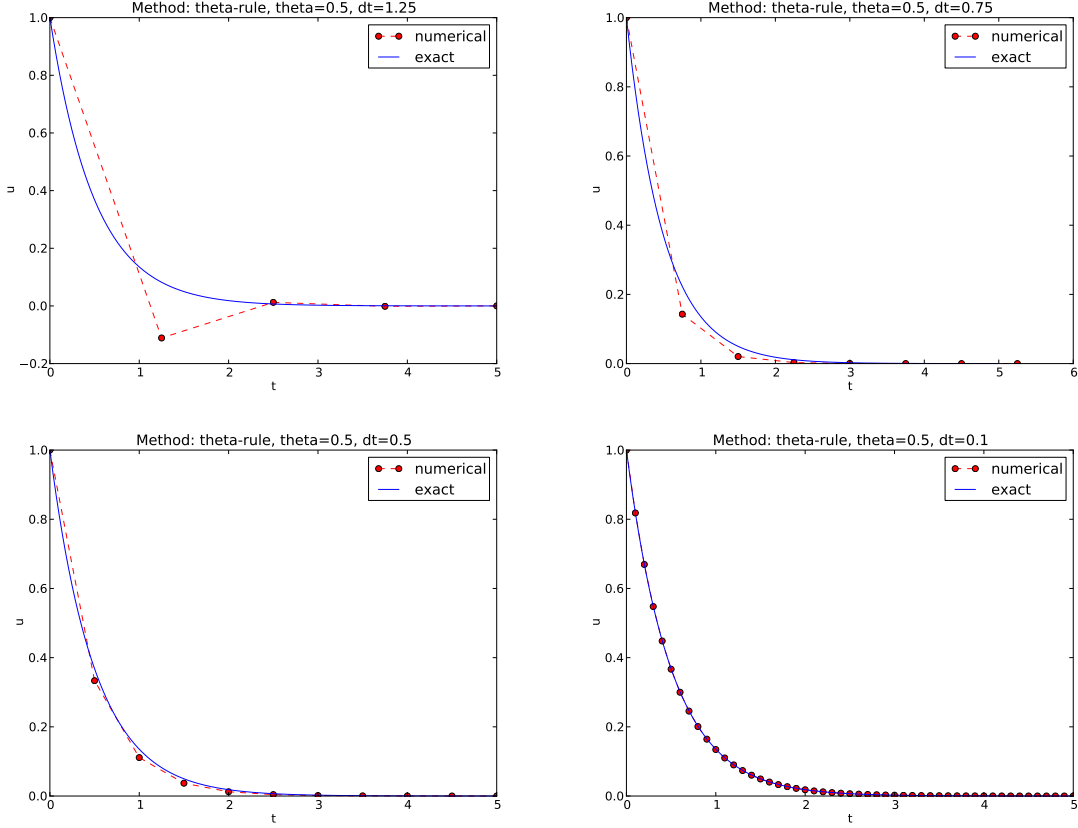 Method: theta-rule, theta=0.5, dt=1.25
1.0
0.8
0.6
0.4
0.2
0.0
−0.2
u
numerical
exact
0 1 2 3 4 5
t
Method: theta-rule, theta=0.5, dt=0.75
1.0
0.8
0.6
0.4
0.2
0.0
u
numerical
exact
0 1 2 3 4 5 6
t
Method: theta-rule, theta=0.5, dt=0.5
1.0
0.8
0.6
0.4
0.2
0.0
u
numerical
exact
0 1 2 3 4 5
t
Method: theta-rule, theta=0.5, dt=0.1
1.0
0.8
0.6
0.4
0.2
0.0
u
numerical
exact
0 1 2 3 4 5
t